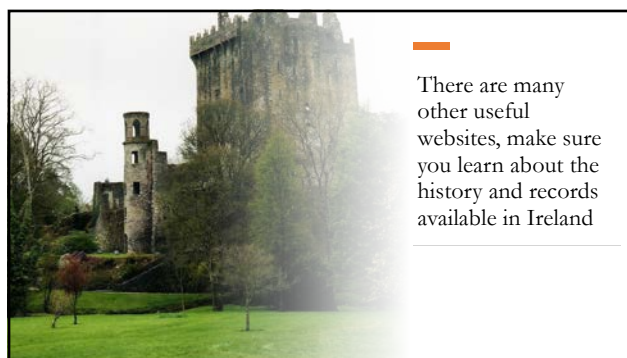 There are many
other useful
websites, make sure
you learn about the
history and records
available in Ireland